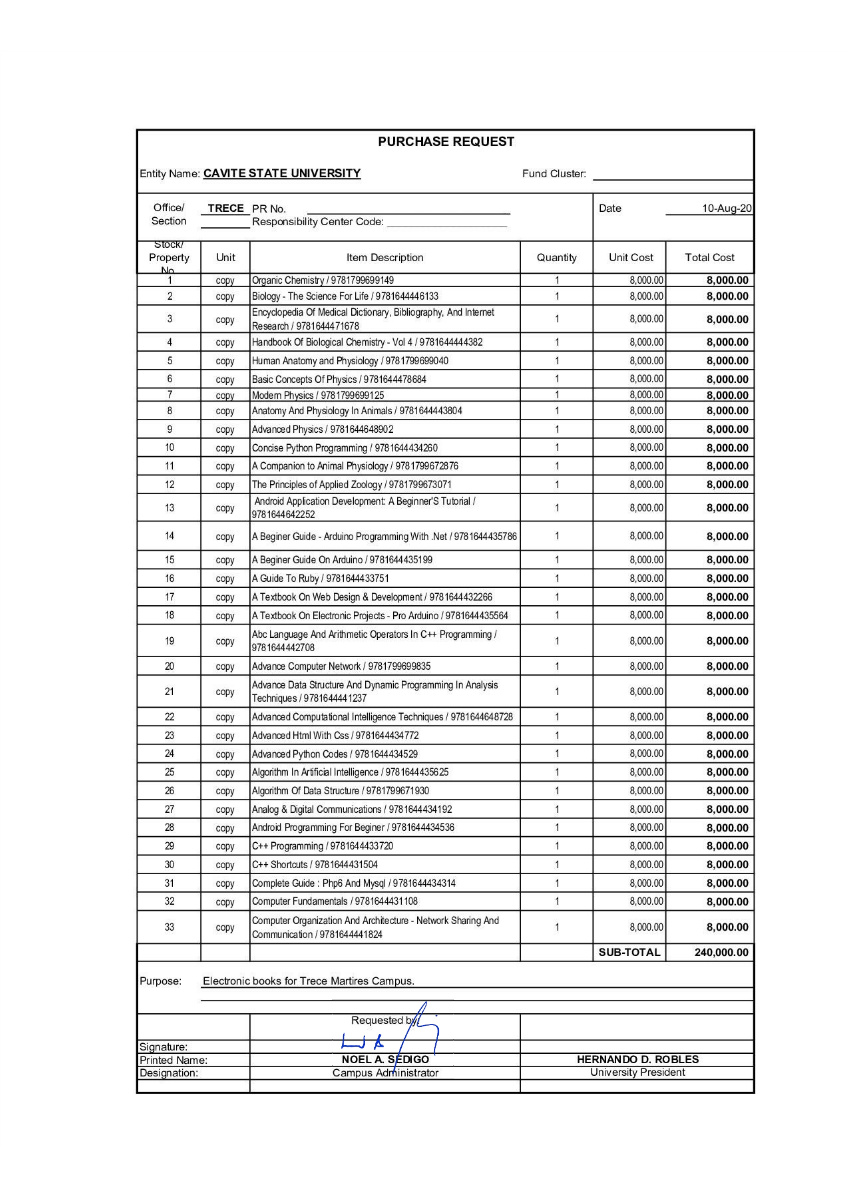 PURCHASE REQUEST
Entity Name: CAVITE STATE UNIVERSITY Fund Cluster:
Office/ Section TRECE PR No. Date 10-Aug-20
Responsibility Center Code:
Stock/ Property No. Unit Item Description Quantity Unit Cost Total Cost
1 copy Organic Chemistry / 9781799699149 1 8,000.00 8,000.00
2 copy Biology - The Science For Life / 9781644446133 1 8,000.00 8,000.00
3 copy Encyclopedia Of Medical Dictionary, Bibliography, And Internet
Research / 9781644471678 1 8,000.00 8,000.00
4 copy Handbook Of Biological Chemistry - Vol 4 / 9781644444382 1 8,000.00 8,000.00
5 copy Human Anatomy and Physiology / 9781799699040 1 8,000.00 8,000.00
6 copy Basic Concepts Of Physics / 9781644478684 1 8,000.00 8,000.00
7 copy Modern Physics / 9781799699125 1 8,000.00 8,000.00
8 copy Anatomy And Physiology In Animals / 9781644443804 1 8,000.00 8,000.00
9 copy Advanced Physics / 9781644648902 1 8,000.00 8,000.00
10 copy Concise Python Programming / 9781644434260 1 8,000.00 8,000.00
11 copy A Companion to Animal Physiology / 9781799672876 1 8,000.00 8,000.00
12 copy The Principles of Applied Zoology / 9781799673071 1 8,000.00 8,000.00
13 copy Android Application Development: A Beginner'S Tutorial /
9781644642252 1 8,000.00 8,000.00
14 copy A Beginer Guide - Arduino Programming With .Net / 9781644435786 1 8,000.00 8,000.00
15 copy A Beginer Guide On Arduino / 9781644435199 1 8,000.00 8,000.00
16 copy A Guide To Ruby / 9781644433751 1 8,000.00 8,000.00
17 copy A Textbook On Web Design & Development / 9781644432266 1 8,000.00 8,000.00
18 copy A Textbook On Electronic Projects - Pro Arduino / 9781644435564 1 8,000.00 8,000.00
19 copy Abc Language And Arithmetic Operators In C++ Programming /
9781644442708 1 8,000.00 8,000.00
20 copy Advance Computer Network / 9781799699835 1 8,000.00 8,000.00
21 copy Advance Data Structure And Dynamic Programming In Analysis
Techniques / 9781644441237 1 8,000.00 8,000.00
22 copy Advanced Computational Intelligence Techniques / 9781644648728 1 8,000.00 8,000.00
23 copy Advanced Html With Css / 9781644434772 1 8,000.00 8,000.00
24 copy Advanced Python Codes / 9781644434529 1 8,000.00 8,000.00
25 copy Algorithm In Artificial Intelligence / 9781644435625 1 8,000.00 8,000.00
26 copy Algorithm Of Data Structure / 9781799671930 1 8,000.00 8,000.00
27 copy Analog & Digital Communications / 9781644434192 1 8,000.00 8,000.00
28 copy Android Programming For Beginer / 9781644434536 1 8,000.00 8,000.00
29 copy C++ Programming / 9781644433720 1 8,000.00 8,000.00
30 copy C++ Shortcuts / 9781644431504 1 8,000.00 8,000.00
31 copy Complete Guide : Php6 And Mysql / 9781644434314 1 8,000.00 8,000.00
32 copy Computer Fundamentals / 9781644431108 1 8,000.00 8,000.00
33 copy Computer Organization And Architecture - Network Sharing And
Communication / 9781644441824 1 8,000.00 8,000.00
SUB-TOTAL 240,000.00
Purpose: Electronic books for Trece Martires Campus.
Requested by:
Signature:
Printed Name: NOEL A. SEDIGO HERNANDO D. ROBLES
Designation: Campus Administrator University President